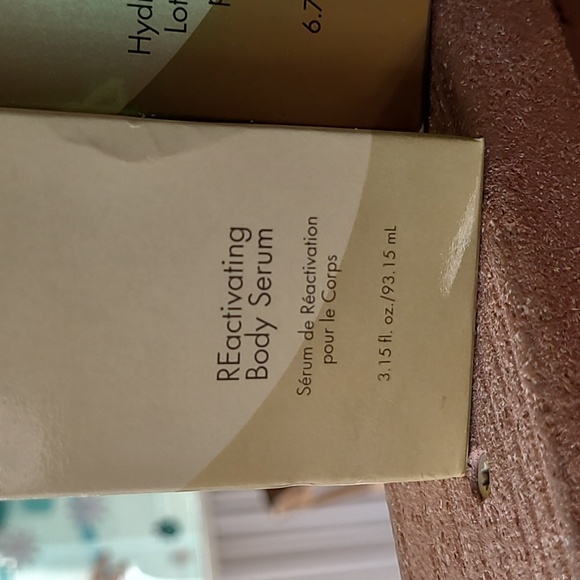 REactivating
Body Serum
Sérum de Réactivation
pour le Corps
3.15 fl. oz./93.15 mL